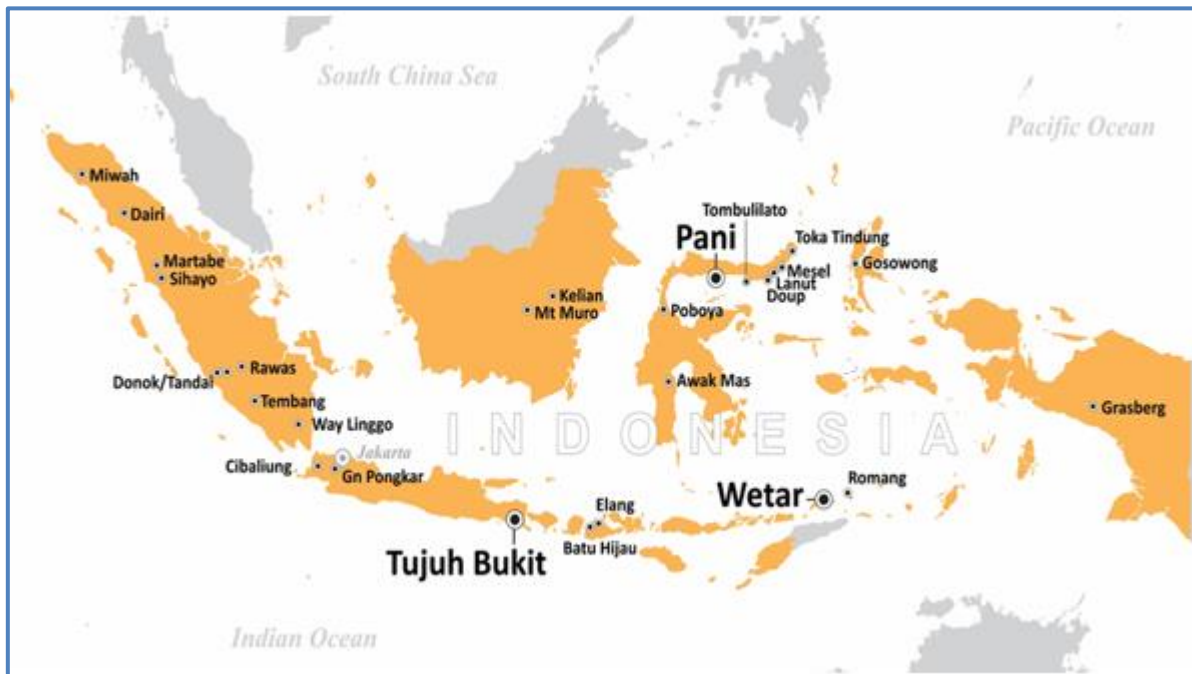 South China Sea
Pacific Ocean
Miwah
Dairi
Tombulilato
Toka Tindung
Pani
Martabe
Sihayo
Mesel
Gosowong
Lanut
Doup
Kelian
Mt Muro
Poboya
Rawas
Donok/Tandai
Awak Mas
Tembang
Grasberg
Way Linggo
INDONESIA
Jakarta
Cibaliung
Gn Pongkar
Romang
Wetar
Elang
Batu Hijau
Tujuh Bukit
Indian Ocean